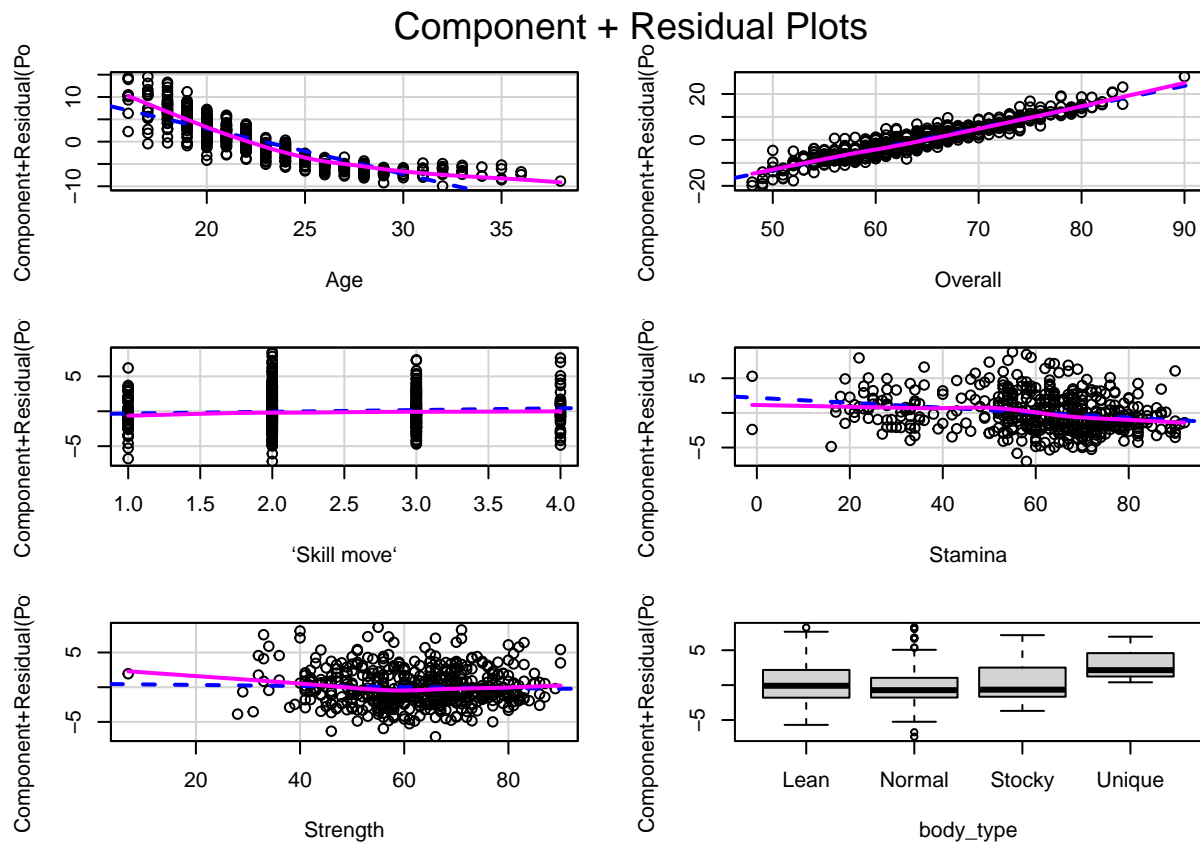 Component + Residual Plots
Component+Residual(Po
10
5
0
−10
20
25
30
35
Age
Component+Residual(Po
20
0
−20
50
60
70
80
90
Overall
Component+Residual(Po
5
−5
1.0
1.5
2.0
2.5
3.0
3.5
4.0
‘Skill move‘
Component+Residual(Po
5
−5
0
20
40
60
80
Stamina
Component+Residual(Po
5
−5
20
40
60
80
Strength
Component+Residual(Po
5
−5
Lean
Normal
Stocky
Unique
body_type